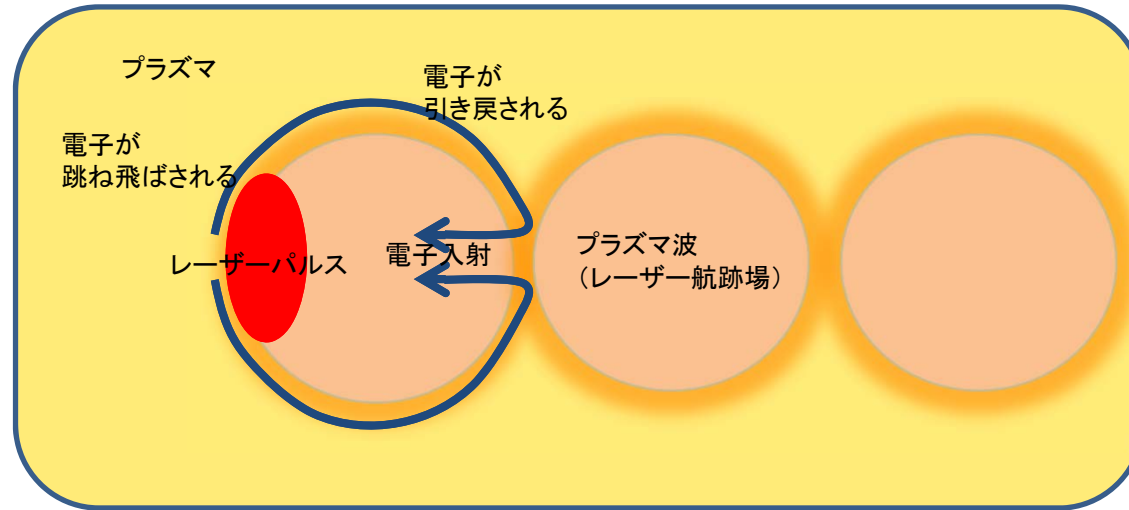 プラズマ
電子が
引き戻される
電子が
跳ね飛ばされる
レーザーパルス
電子入射
プラズマ波
（レーザー航跡場）